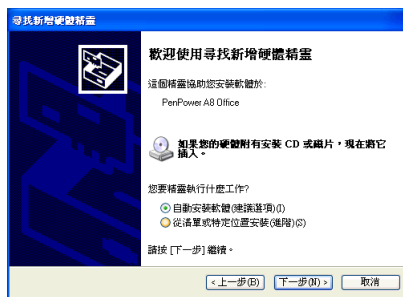 尋找新增硬體精靈
歡迎使用尋找新增硬體精靈
這個精靈協助您安裝軟體於:
PenPower A8 Office
如果您的硬體附有安裝 CD 或磁片，現在將它
插入。
您要精靈執行什麼工作?
自動安裝軟體(建議選項)(I)
從清單或特定位置安裝(進階)(S)
請按 [下一步] 繼續。
<上一步(B) 下一步(N)> 取消